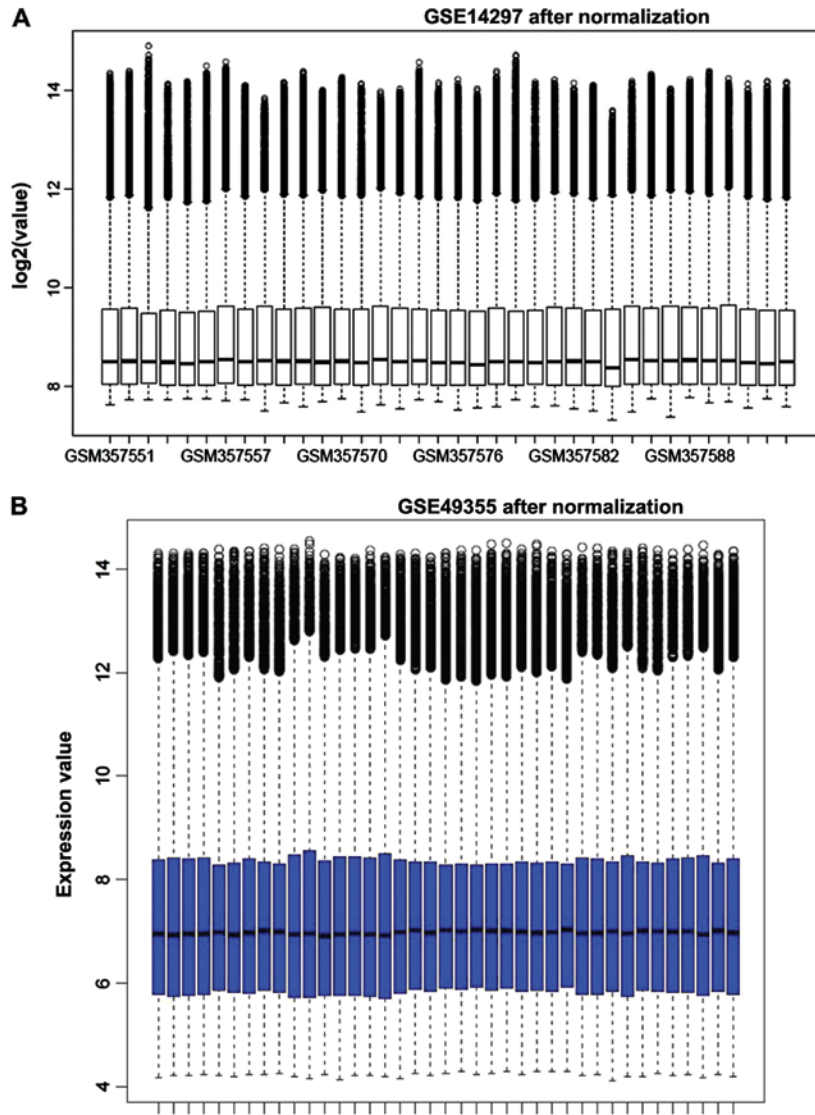 A
GSE14297 after normalization
log2(value)
14
12
10
8
GSM357551 GSM357557 GSM357570 GSM357576 GSM357582 GSM357588
B
GSE49355 after normalization
Expression value
14
12
10
8
6
4